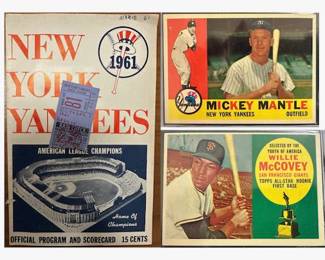 NEW
YORK
YANKEES
1961
AMERICAN LEAGUE CHAMPIONS
Home of
Champions
OFFICIAL PROGRAM AND SCORECARD 15 CENTS
MICKEY MANTLE
NEW YORK YANKEES OUTFIELD
SELECTED BY THE
YOUTH OF AMERICA
WILLIE
McCOVEY
SAN FRANCISCO GIANTS
TOPPS ALL-STAR ROOKIE
FIRST BASE